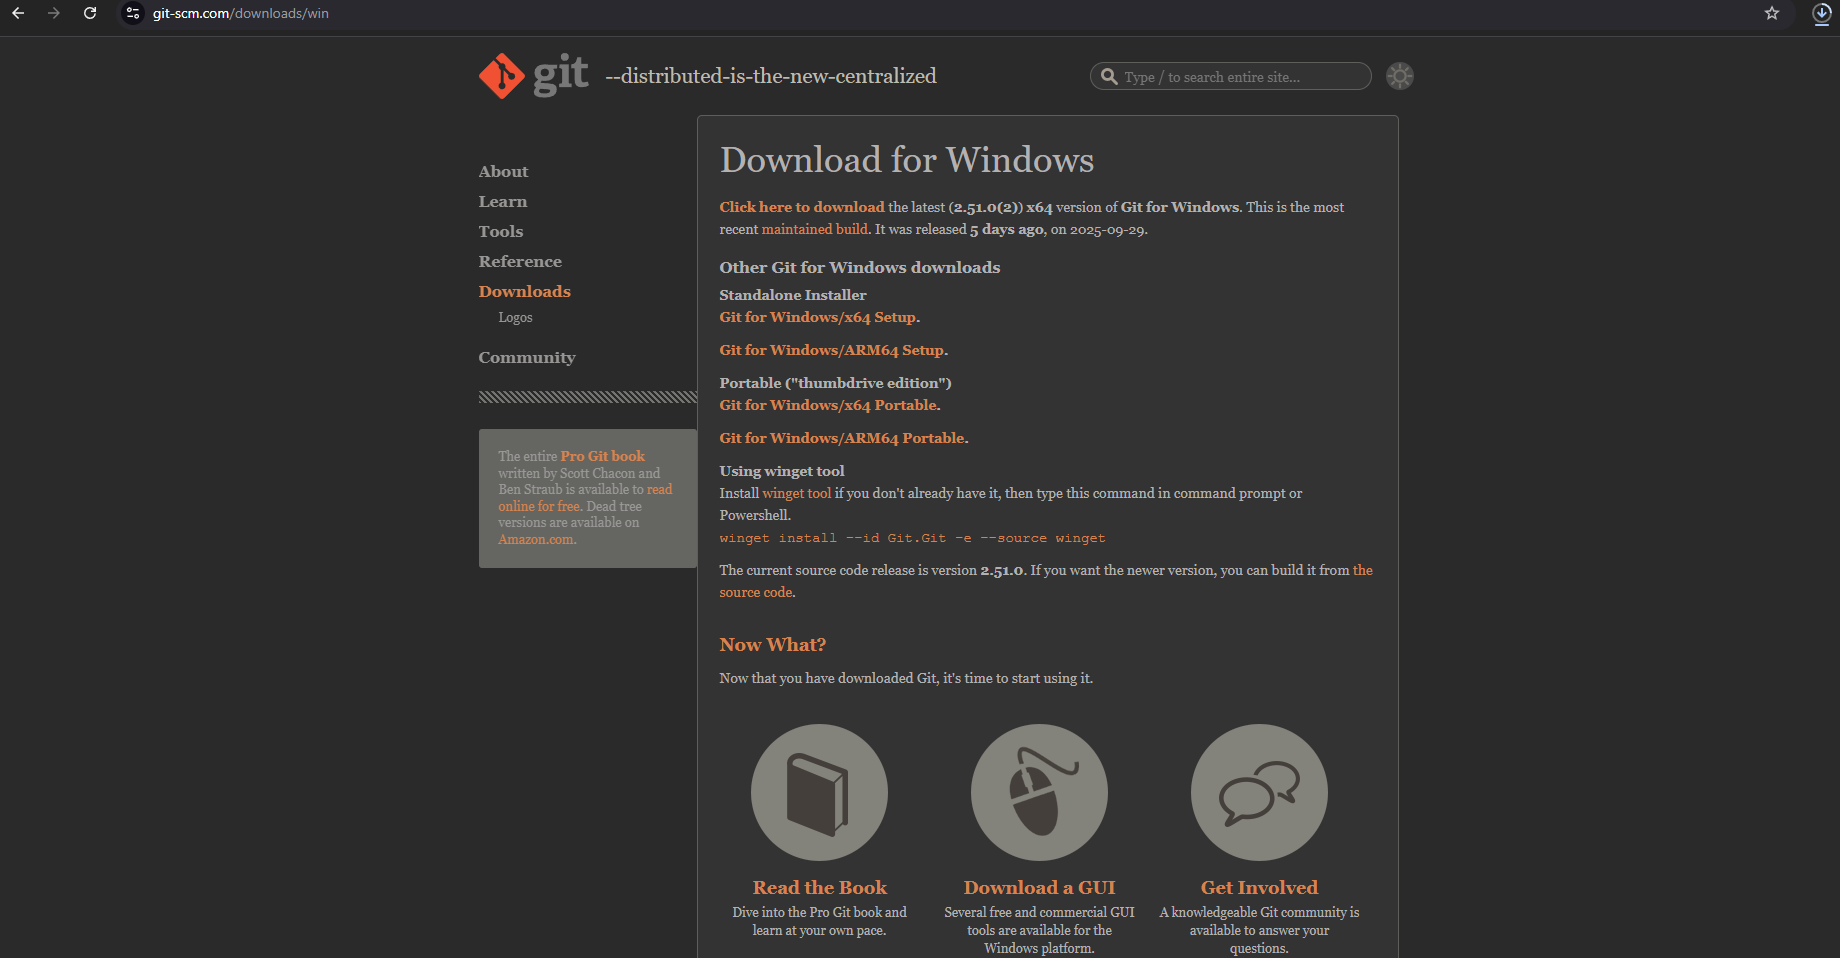 git-scm.com/downloads/win
git --distributed-is-the-new-centralized
Type / to search entire site...
About
Learn
Tools
Reference
Downloads
Logos
Community
The entire Pro Git book
written by Scott Chacon and
Ben Straub is available to read
online for free. Dead tree
versions are available on
Amazon.com.
Download for Windows
Click here to download the latest (2.51.0(2)) x64 version of Git for Windows. This is the most
recent maintained build. It was released 5 days ago, on 2025-09-29.
Other Git for Windows downloads
Standalone Installer
Git for Windows/x64 Setup.
Git for Windows/ARM64 Setup.
Portable ("thumbdrive edition")
Git for Windows/x64 Portable.
Git for Windows/ARM64 Portable.
Using winget tool
Install winget tool if you don't already have it, then type this command in command prompt or
Powershell.
winget install --id Git.Git -e --source winget
The current source code release is version 2.51.0. If you want the newer version, you can build it from the
source code.
Now What?
Now that you have downloaded Git, it's time to start using it.
Read the Book
Dive into the Pro Git book and
learn at your own pace.
Download a GUI
Several free and commercial GUI
tools are available for the
Windows platform.
Get Involved
A knowledgeable Git community is
available to answer your
questions.